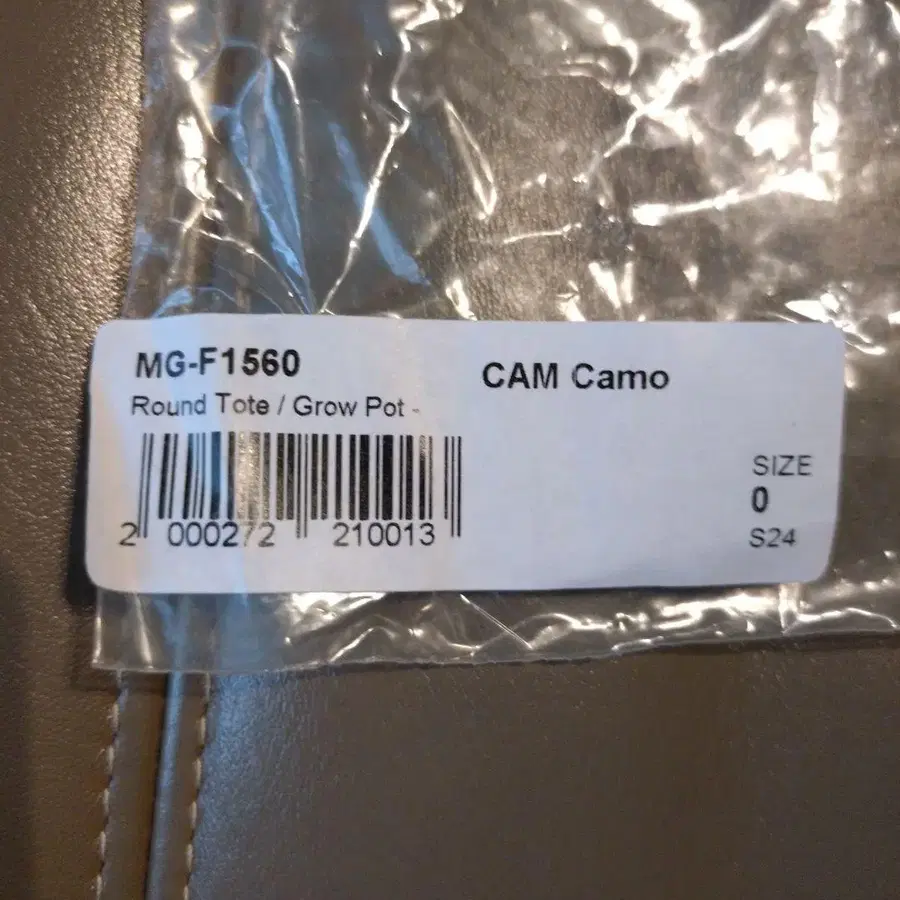 MG-F1560
CAM Camo
Round Tote / Grow Pot -
SIZE
0
S24
2 000272 210013